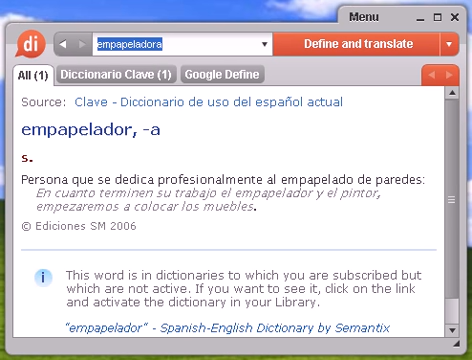 Menu
di
empapeladora
Define and translate
All (1)
Diccionario Clave (1)
Google Define
Source: Clave - Diccionario de uso del español actual
empapelador, -a
s.
Persona que se dedica profesionalmente al empapelado de paredes:
En cuanto terminen su trabajo el empapelador y el pintor,
empezaremos a colocar los muebles.
© Ediciones SM 2006
i
This word is in dictionaries to which you are subscribed but
which are not active. If you want to see it, click on the link
and activate the dictionary in your Library.
"empapelador" - Spanish-English Dictionary by Semantix